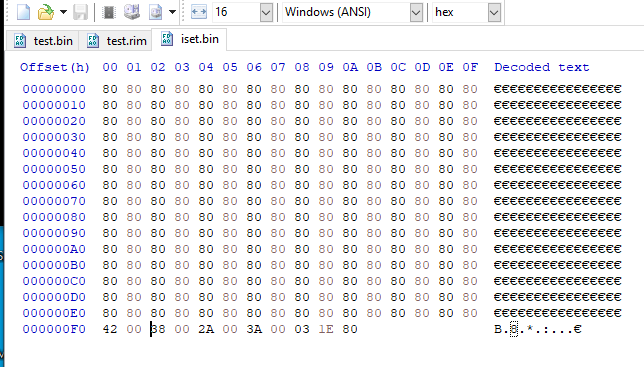 16 Windows (ANSI) hex
test.bin test.rim iset.bin
Offset(h) 00 01 02 03 04 05 06 07 08 09 0A 0B 0C 0D 0E 0F Decoded text
00000000 80 80 80 80 80 80 80 80 80 80 80 80 80 80 80 80 €€€€€€€€€€€€€€€€
00000010 80 80 80 80 80 80 80 80 80 80 80 80 80 80 80 80 €€€€€€€€€€€€€€€€
00000020 80 80 80 80 80 80 80 80 80 80 80 80 80 80 80 80 €€€€€€€€€€€€€€€€
00000030 80 80 80 80 80 80 80 80 80 80 80 80 80 80 80 80 €€€€€€€€€€€€€€€€
00000040 80 80 80 80 80 80 80 80 80 80 80 80 80 80 80 80 €€€€€€€€€€€€€€€€
00000050 80 80 80 80 80 80 80 80 80 80 80 80 80 80 80 80 €€€€€€€€€€€€€€€€
00000060 80 80 80 80 80 80 80 80 80 80 80 80 80 80 80 80 €€€€€€€€€€€€€€€€
00000070 80 80 80 80 80 80 80 80 80 80 80 80 80 80 80 80 €€€€€€€€€€€€€€€€
00000080 80 80 80 80 80 80 80 80 80 80 80 80 80 80 80 80 €€€€€€€€€€€€€€€€
00000090 80 80 80 80 80 80 80 80 80 80 80 80 80 80 80 80 €€€€€€€€€€€€€€€€
000000A0 80 80 80 80 80 80 80 80 80 80 80 80 80 80 80 80 €€€€€€€€€€€€€€€€
000000B0 80 80 80 80 80 80 80 80 80 80 80 80 80 80 80 80 €€€€€€€€€€€€€€€€
000000C0 80 80 80 80 80 80 80 80 80 80 80 80 80 80 80 80 €€€€€€€€€€€€€€€€
000000D0 80 80 80 80 80 80 80 80 80 80 80 80 80 80 80 80 €€€€€€€€€€€€€€€€
000000E0 80 80 80 80 80 80 80 80 80 80 80 80 80 80 80 80 €€€€€€€€€€€€€€€€
000000F0 42 00 38 00 2A 00 3A 00 03 1E 80 B.8.*.:...€